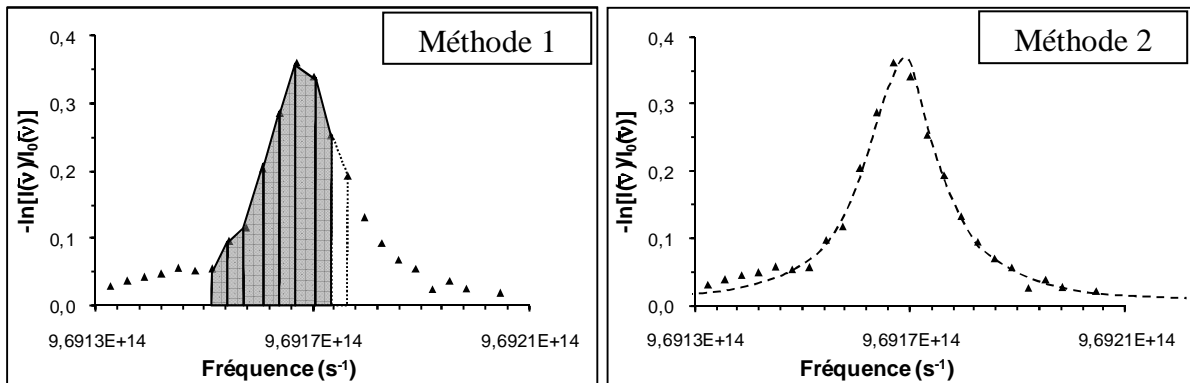 Méthode 1
0,4
0,3
0,2
0,1
0,0
-ln[I(ν̄)/I₀(ν̄)]
9,6913E+14
9,6917E+14
9,6921E+14
Fréquence (s⁻¹)
Méthode 2
0,4
0,3
0,2
0,1
0,0
-ln[I(ν̄)/I₀(ν̄)]
9,6913E+14
9,6917E+14
9,6921E+14
Fréquence (s⁻¹)